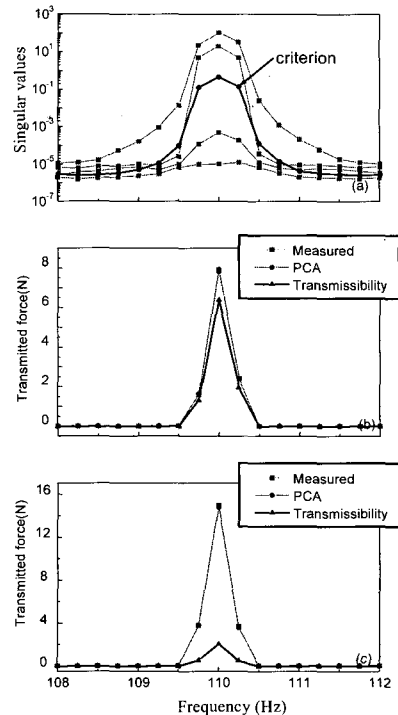 10^3
10^1
10^-1
10^-3
10^-5
10^-7
Singular values
criterion
(a)
8
6
4
2
0
Transmitted force(N)
Measured
PCA
Transmissibility
(b)
16
12
8
4
0
Transmitted force(N)
Measured
PCA
Transmissibility
(c)
108 109 110 111 112
Frequency (Hz)